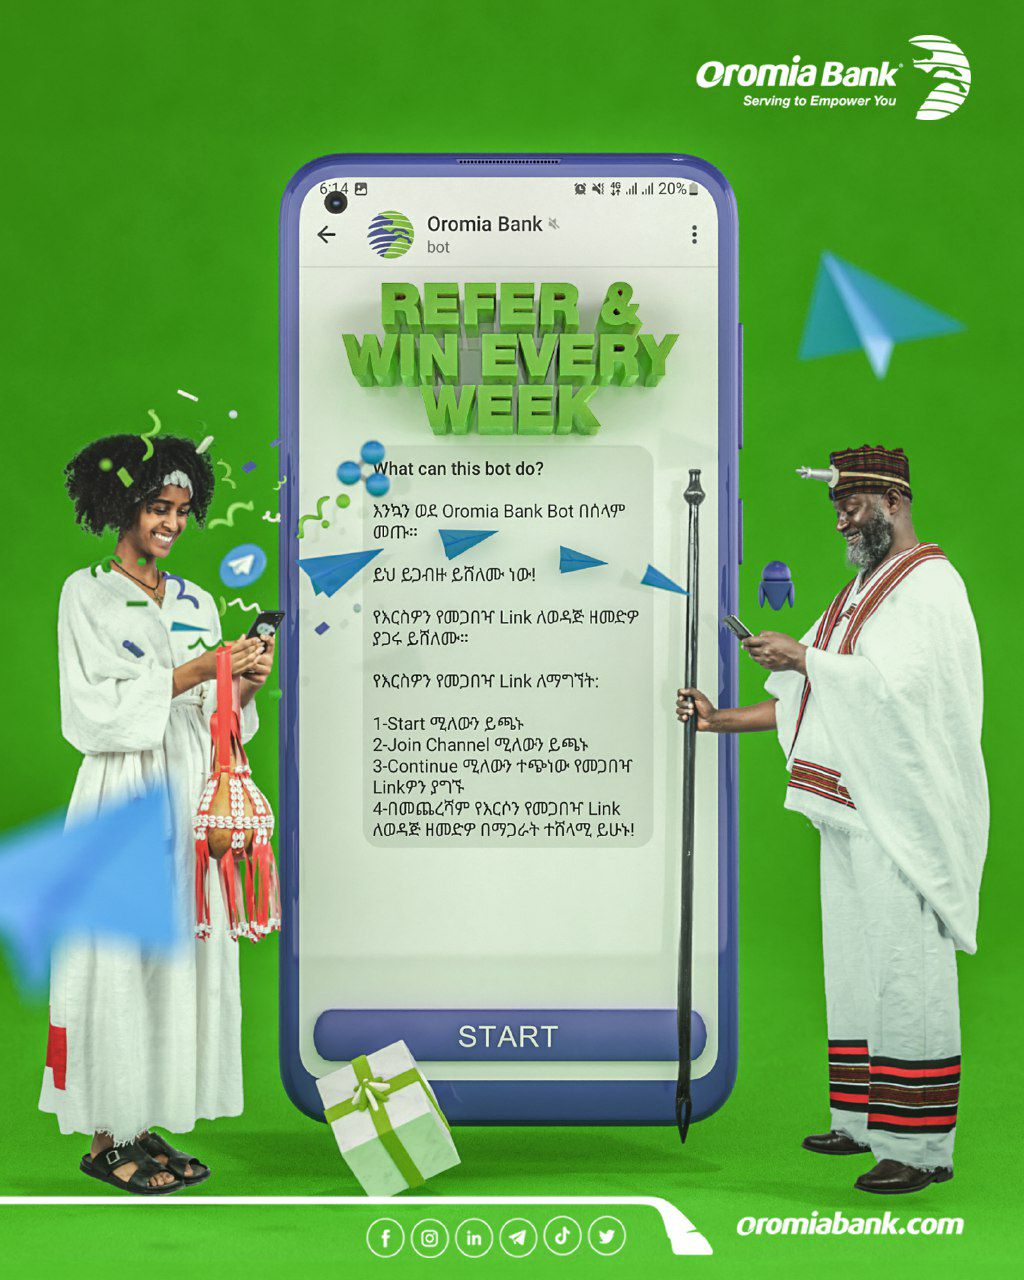 Oromia Bank
Serving to Empower You
6:14
4G
20%
Oromia Bank
bot
REFER &
WIN EVERY
WEEK
What can this bot do?
እንኳን ወደ Oromia Bank Bot በሰላም
መጡ።
ይህ ይጋብዙ ይሸለሙ ነው!
የእርስዎን የመጋበዣ Link ለወዳጅ ዘመድዎ
ያጋሩ ይሸለሙ።
የእርስዎን የመጋበዣ Link ለማግኘት:
1-Start ሚለውን ይጫኑ
2-Join Channel ሚለውን ይጫኑ
3-Continue ሚለውን ተጭነው የመጋበዣ
Linkዎን ያግኙ
4-በመጨረሻም የእርሶን የመጋበዣ Link
ለወዳጅ ዘመድዎ በማጋራት ተሸላሚ ይሁኑ!
START
oromiabank.com